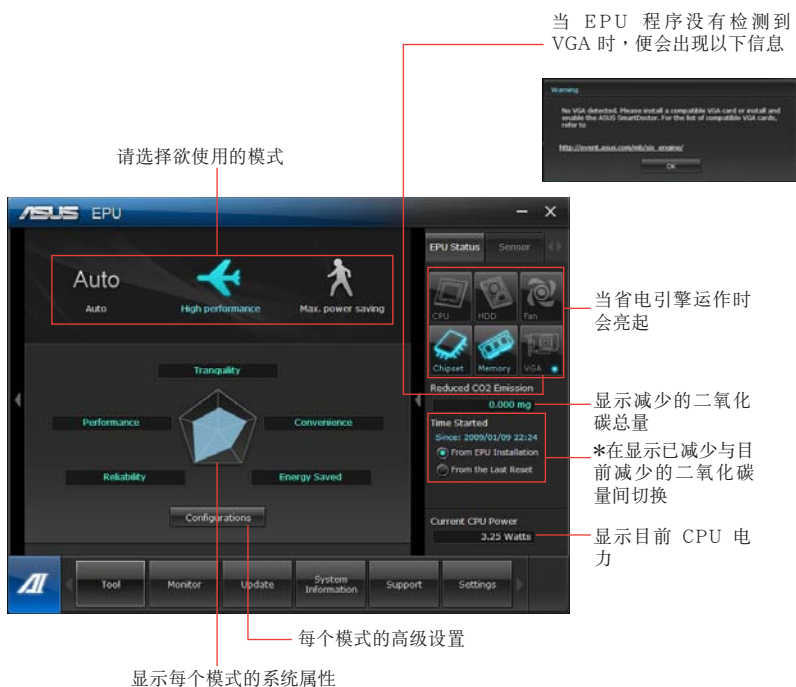 当 EPU 程序没有检测到
VGA 时，便会出现以下信息
Warning
No VGA detected. Please install a compatible VGA card or install and
enable the ASUS SmartDoctor. For the list of compatible VGA cards,
refer to
http://event.asus.com/mb/six_engine/
OK
请选择欲使用的模式
ASUS EPU
EPU Status
Sensor
Auto
Auto
High performance
Max. power saving
CPU
HDD
Fan
当省电引擎运作时
会亮起
Chipset
Memory
VGA
Tranquility
Reduced CO2 Emission
0.000 mg
显示减少的二氧化
碳总量
Performance
Convenience
Time Started
Since: 2009/01/09 22:24
From EPU Installation
From the Last Reset
*在显示已减少与目
前减少的二氧化碳
量间切换
Reliability
Energy Saved
Configurations
Current CPU Power
3.25 Watts
显示目前 CPU 电
力
AI
Tool
Monitor
Update
System
Information
Support
Settings
每个模式的高级设置
显示每个模式的系统属性